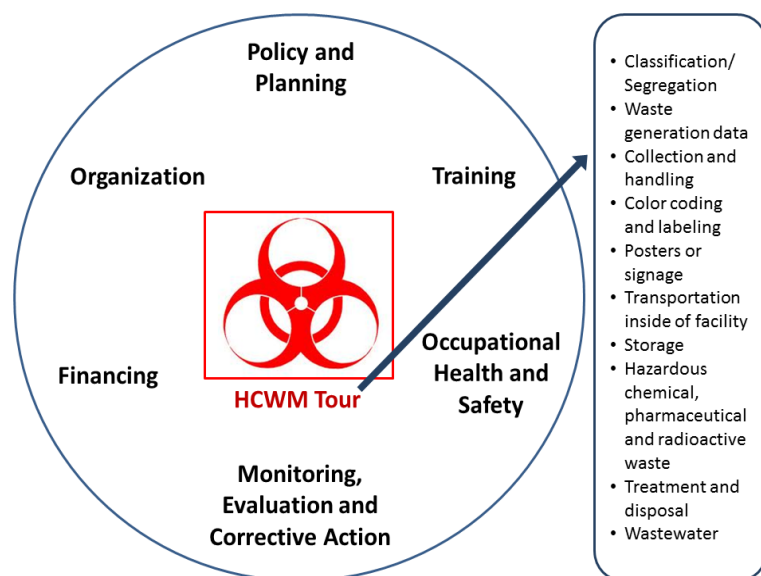 Policy and
Planning
Organization
Training
Financing
HCWM Tour
Occupational
Health and
Safety
Monitoring,
Evaluation and
Corrective Action
• Classification/
Segregation
• Waste
generation data
• Collection and
handling
• Color coding
and labeling
• Posters or
signage
• Transportation
inside of facility
• Storage
• Hazardous
chemical,
pharmaceutical
and radioactive
waste
• Treatment and
disposal
• Wastewater